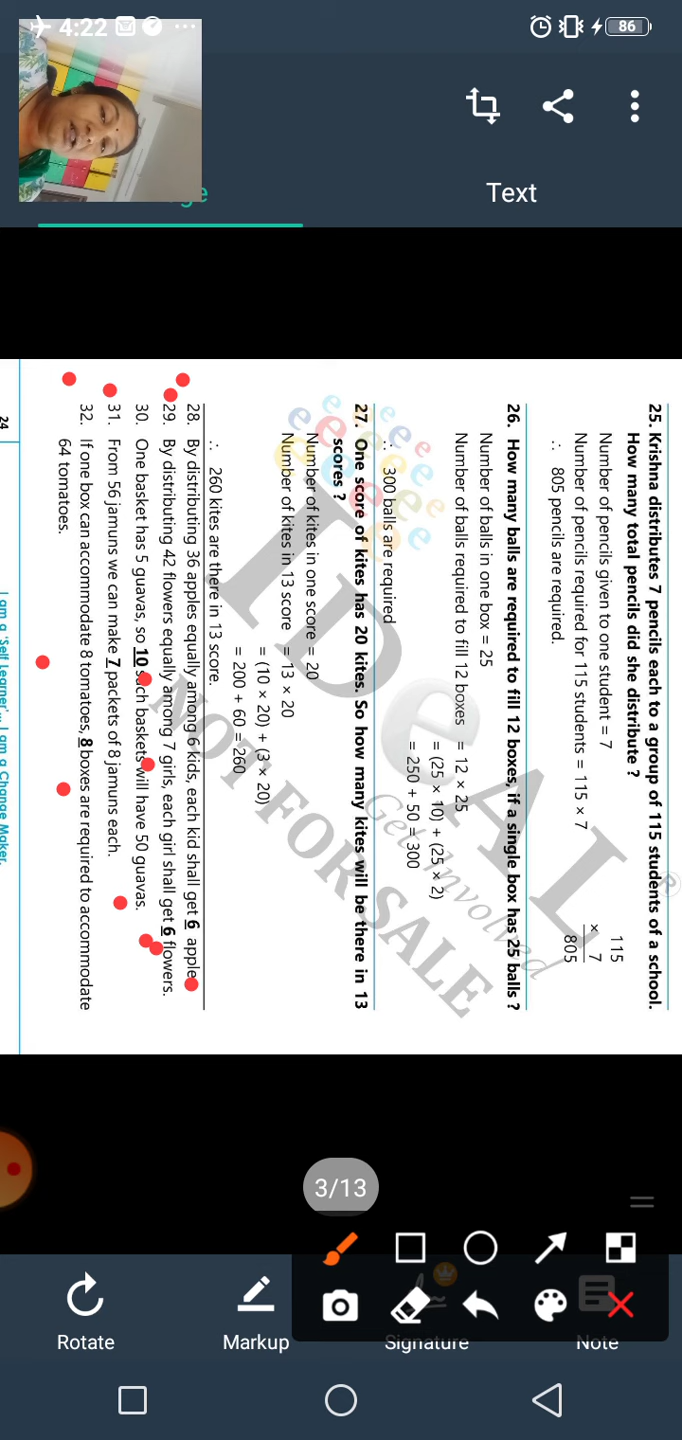 4:22
86
ge
Text
25. Krishna distributes 7 pencils each to a group of 115 students of a school.
How many total pencils did she distribute ?
Number of pencils given to one student = 7
Number of pencils required for 115 students = 115 × 7
∴ 805 pencils are required.
115
× 7
805
26. How many balls are required to fill 12 boxes, if a single box has 25 balls ?
Number of balls in one box = 25
Number of balls required to fill 12 boxes = 12 × 25
= (25 × 10) + (25 × 2)
= 250 + 50 = 300
∴ 300 balls are required
27. One score of kites has 20 kites. So how many kites will be there in 13
scores ?
Number of kites in one score = 20
Number of kites in 13 score = 13 × 20
= (10 × 20) + (3 × 20)
= 200 + 60 = 260
∴ 260 kites are there in 13 score.
28. By distributing 36 apples equally among 6 kids, each kid shall get 6 apple
29. By distributing 42 flowers equally among 7 girls, each girl shall get 6 flowers.
30. One basket has 5 guavas, so 10 such baskets will have 50 guavas.
31. From 56 jamuns we can make 7 packets of 8 jamuns each.
32. If one box can accommodate 8 tomatoes, 8 boxes are required to accommodate
64 tomatoes.
24
I am a 'Self Learner'... I am a Change Maker.
IDeAL ®
Get Involved
NOT FOR SALE
3/13
Rotate
Markup
Signature
Note